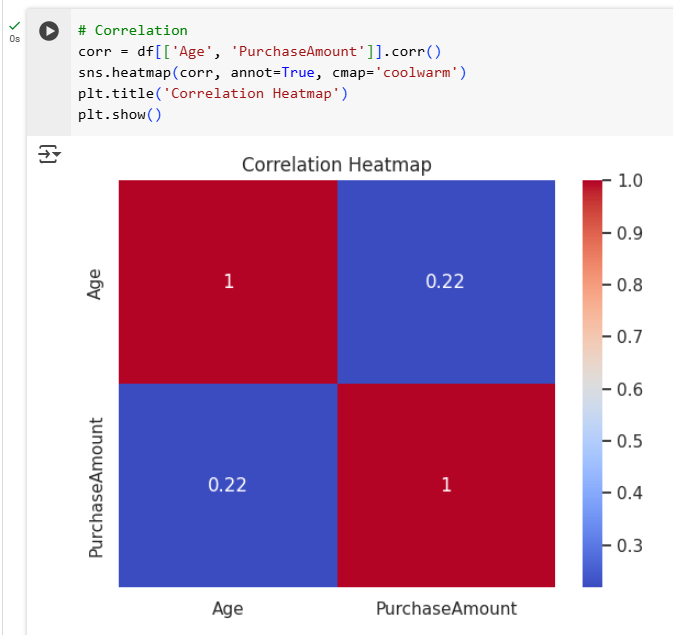 0s
# Correlation
corr = df[['Age', 'PurchaseAmount']].corr()
sns.heatmap(corr, annot=True, cmap='coolwarm')
plt.title('Correlation Heatmap')
plt.show()
Correlation Heatmap
Age
1
0.22
PurchaseAmount
0.22
1
Age
PurchaseAmount
1.0
0.9
0.8
0.7
0.6
0.5
0.4
0.3